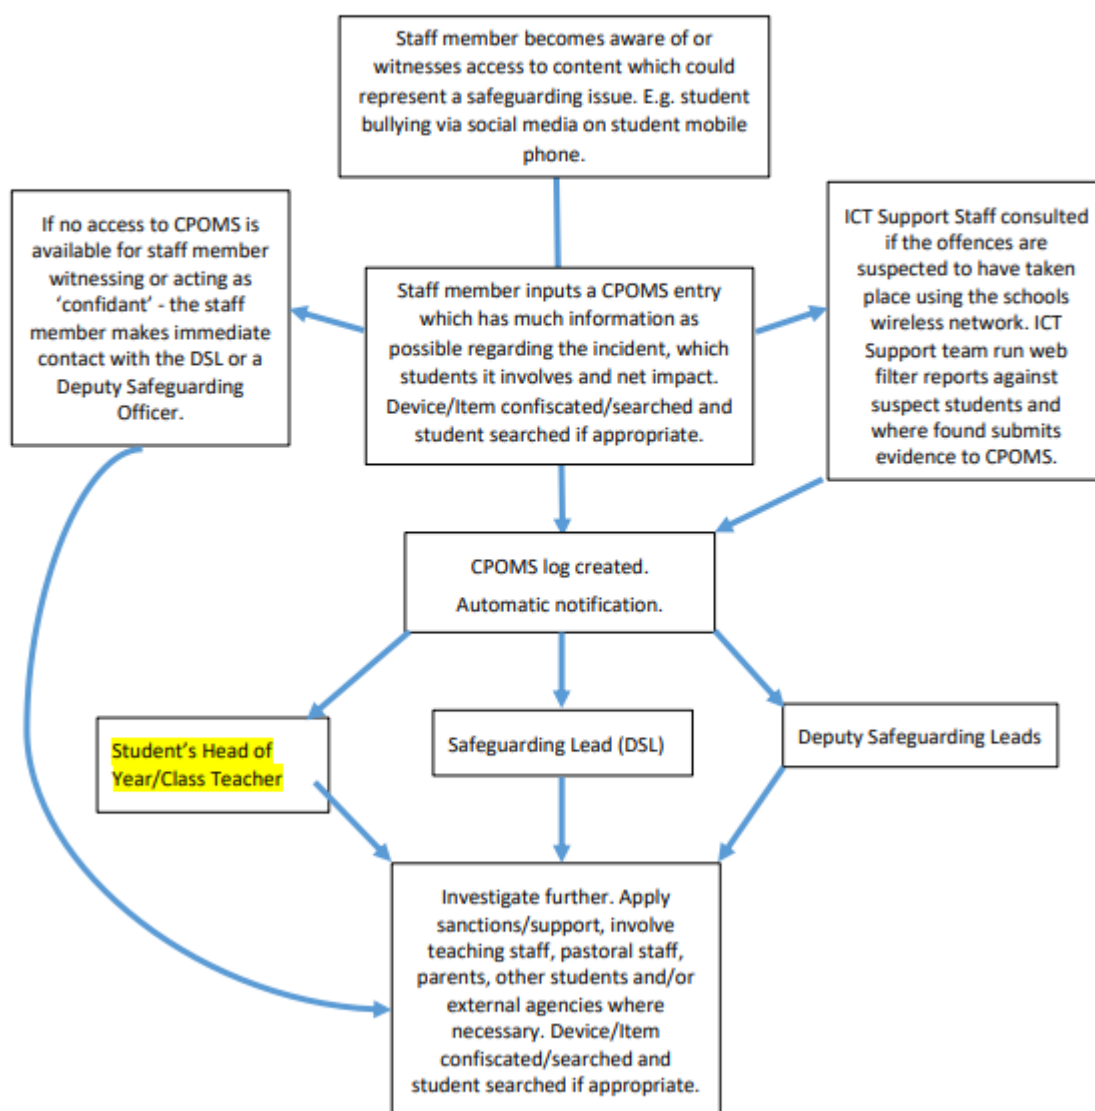 Staff member becomes aware of or
witnesses access to content which could
represent a safeguarding issue. E.g. student
bullying via social media on student mobile
phone.
If no access to CPOMS is
available for staff member
witnessing or acting as
‘confidant’ - the staff
member makes immediate
contact with the DSL or a
Deputy Safeguarding
Officer.
Staff member inputs a CPOMS entry
which has much information as
possible regarding the incident, which
students it involves and net impact.
Device/Item confiscated/searched and
student searched if appropriate.
ICT Support Staff consulted
if the offences are
suspected to have taken
place using the schools
wireless network. ICT
Support team run web
filter reports against
suspect students and
where found submits
evidence to CPOMS.
CPOMS log created.
Automatic notification.
Student’s Head of
Year/Class Teacher
Safeguarding Lead (DSL)
Deputy Safeguarding Leads
Investigate further. Apply
sanctions/support, involve
teaching staff, pastoral staff,
parents, other students and/or
external agencies where
necessary. Device/Item
confiscated/searched and
student searched if appropriate.